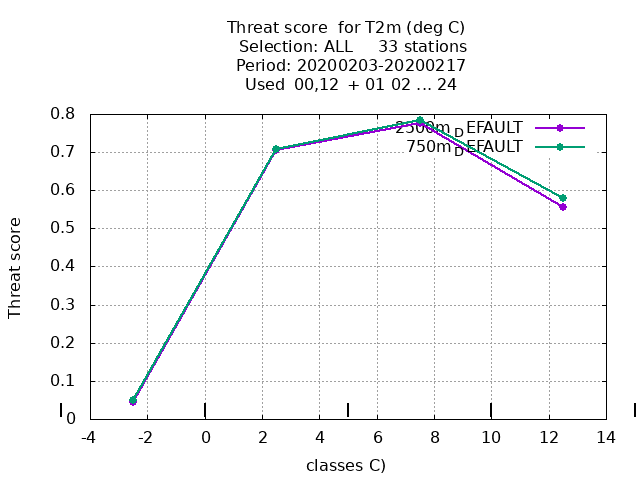 Threat score  for T2m (deg C)
Selection: ALL     33 stations
Period: 20200203-20200217
Used  00,12  + 01 02 ... 24
2500m_DEFAULT
750m_DEFAULT
0.8
0.7
0.6
0.5
0.4
0.3
0.2
0.1
0
Threat score
-4 -2 0 2 4 6 8 10 12 14
classes C)